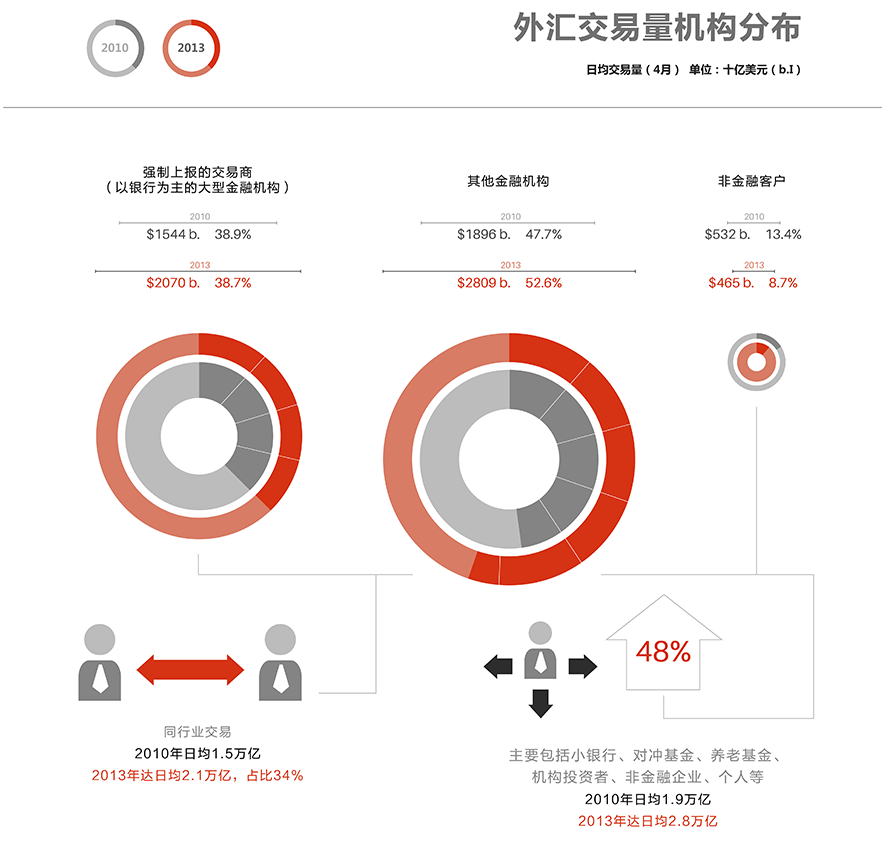 2010
2013
外汇交易量机构分布
日均交易量（4月） 单位：十亿美元（b.I）
强制上报的交易商
（以银行为主的大型金融机构）
2010
$1544 b. 38.9%
2013
$2070 b. 38.7%
其他金融机构
2010
$1896 b. 47.7%
2013
$2809 b. 52.6%
非金融客户
2010
$532 b. 13.4%
2013
$465 b. 8.7%
48%
同行业交易
2010年日均1.5万亿
2013年达日均2.1万亿，占比34%
主要包括小银行、对冲基金、养老基金、
机构投资者、非金融企业、个人等
2010年日均1.9万亿
2013年达日均2.8万亿